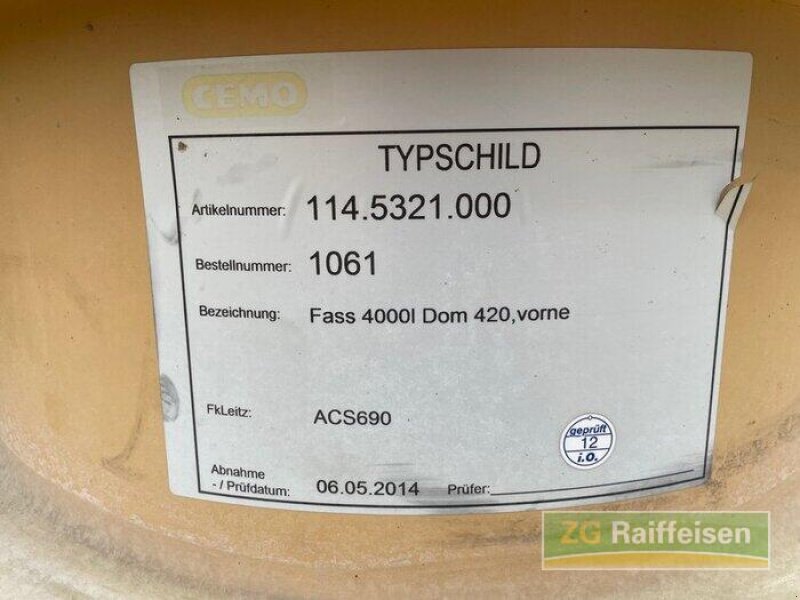 CEMO
TYPSCHILD
Artikelnummer: 114.5321.000
Bestellnummer: 1061
Bezeichnung: Fass 4000l Dom 420,vorne
FkLeitz: ACS690
geprüft
12
i.O.
Abnahme
- / Prüfdatum: 06.05.2014 Prüfer:
ZG Raiffeisen